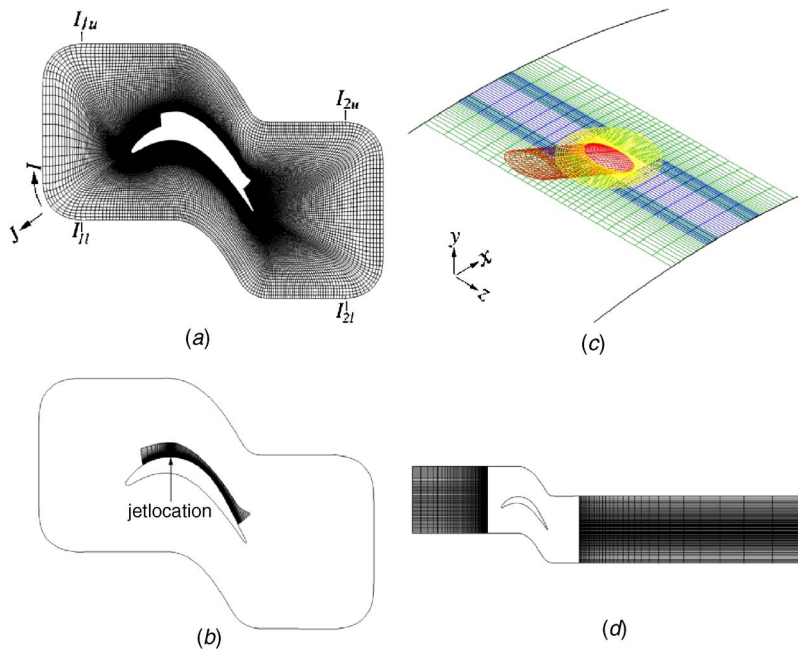 I1u
I2u
I
J
I1l
I2l
(a)
y
x
z
(c)
jetlocation
(b)
(d)